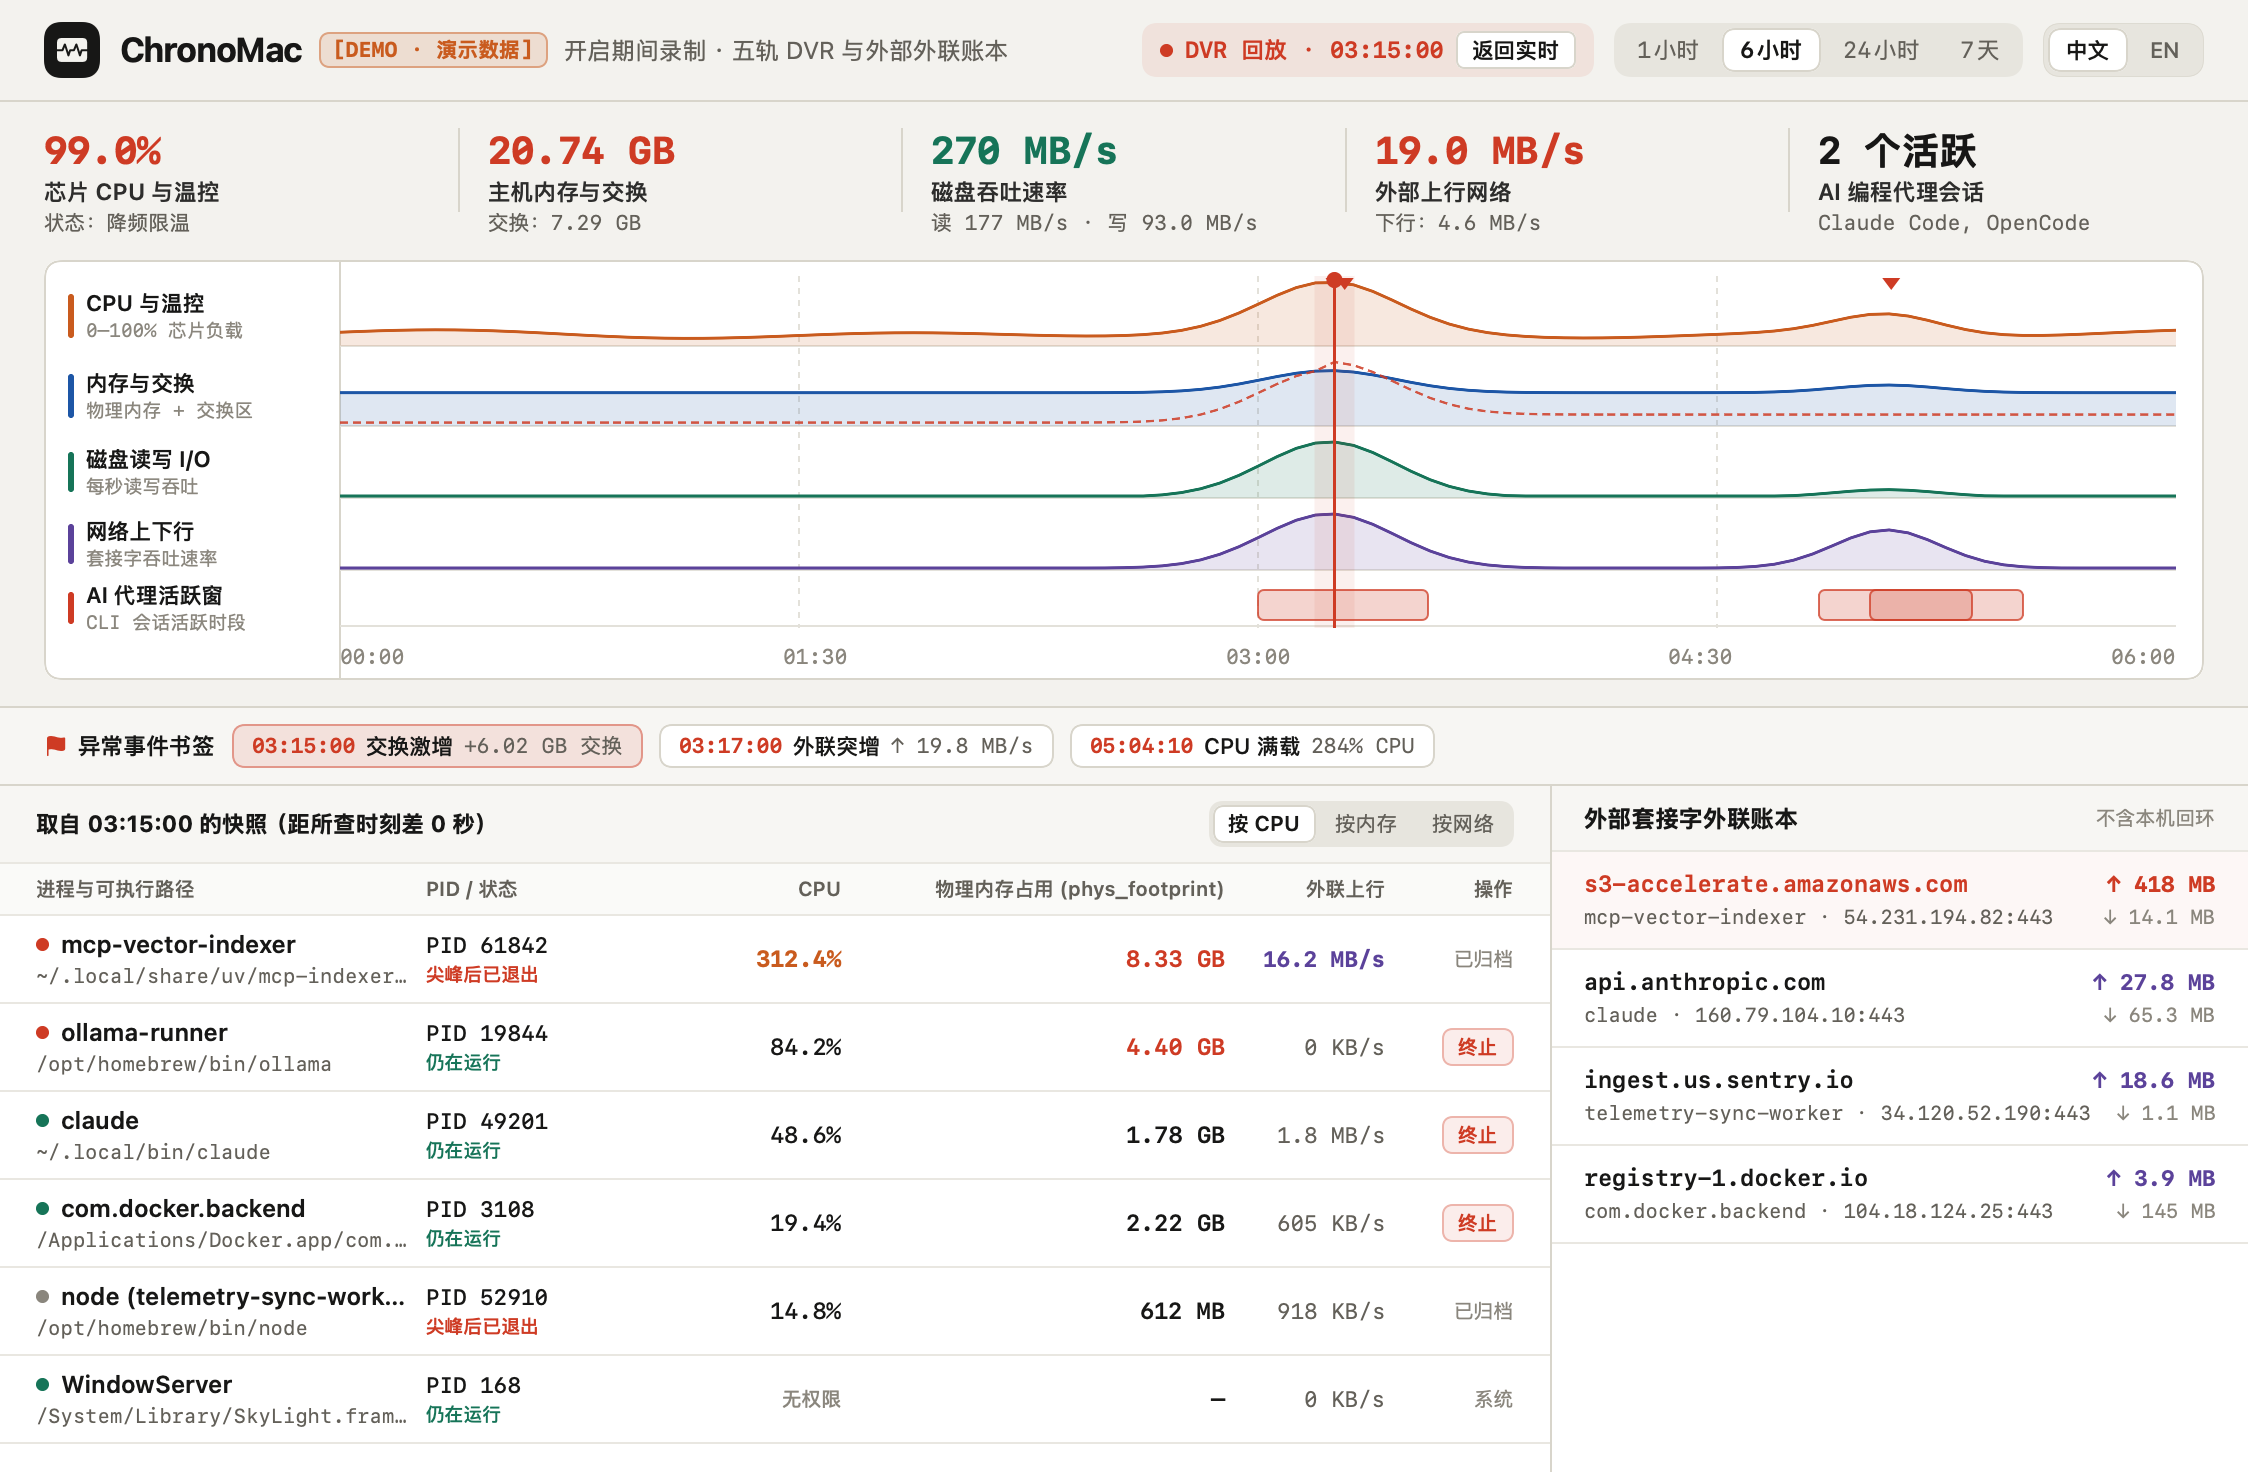 ChronoMac [DEMO · 演示数据] 开启期间录制 · 五轨 DVR 与外部外联账本 DVR 回放 · 03:15:00 返回实时 1小时 6小时 24小时 7天 中文 EN
99.0% 20.74 GB 270 MB/s 19.0 MB/s 2 个活跃
芯片 CPU 与温控 主机内存与交换 磁盘吞吐速率 外部上行网络 AI 编程代理会话
状态: 降频限温 交换: 7.29 GB 读 177 MB/s · 写 93.0 MB/s 下行: 4.6 MB/s Claude Code, OpenCode
CPU 与温控
0–100% 芯片负载
内存与交换
物理内存 + 交换区
磁盘读写 I/O
每秒读写吞吐
网络上下行
套接字吞吐速率
AI 代理活跃窗
CLI 会话活跃时段
00:00 01:30 03:00 04:30 06:00
异常事件书签 03:15:00 交换激增 +6.02 GB 交换 03:17:00 外联突增 ↑ 19.8 MB/s 05:04:10 CPU 满载 284% CPU
取自 03:15:00 的快照（距所查时刻差 0 秒） 按 CPU 按内存 按网络
进程与可执行路径 PID / 状态 CPU 物理内存占用 (phys_footprint) 外联上行 操作
mcp-vector-indexer PID 61842 312.4% 8.33 GB 16.2 MB/s 已归档
~/.local/share/uv/mcp-indexer… 尖峰后已退出
ollama-runner PID 19844 84.2% 4.40 GB 0 KB/s 终止
/opt/homebrew/bin/ollama 仍在运行
claude PID 49201 48.6% 1.78 GB 1.8 MB/s 终止
~/.local/bin/claude 仍在运行
com.docker.backend PID 3108 19.4% 2.22 GB 605 KB/s 终止
/Applications/Docker.app/com.… 仍在运行
node (telemetry-sync-work… PID 52910 14.8% 612 MB 918 KB/s 已归档
/opt/homebrew/bin/node 尖峰后已退出
WindowServer PID 168 无权限 — 0 KB/s 系统
/System/Library/SkyLight.fram… 仍在运行
外部套接字外联账本 不含本机回环
s3-accelerate.amazonaws.com ↑ 418 MB
mcp-vector-indexer · 54.231.194.82:443 ↓ 14.1 MB
api.anthropic.com ↑ 27.8 MB
claude · 160.79.104.10:443 ↓ 65.3 MB
ingest.us.sentry.io ↑ 18.6 MB
telemetry-sync-worker · 34.120.52.190:443 ↓ 1.1 MB
registry-1.docker.io ↑ 3.9 MB
com.docker.backend · 104.18.124.25:443 ↓ 145 MB